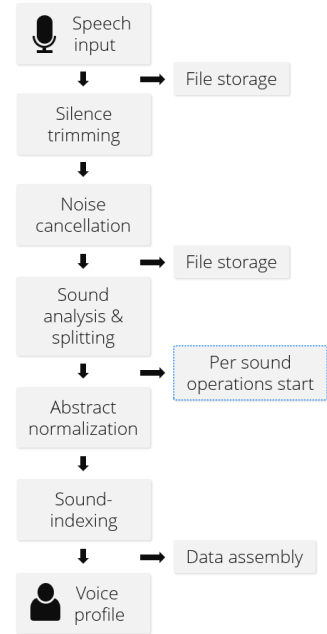 Speech
input
File storage
Silence
trimming
Noise
cancellation
File storage
Sound
analysis &
splitting
Per sound
operations start
Abstract
normalization
Sound-
indexing
Data assembly
Voice
profile